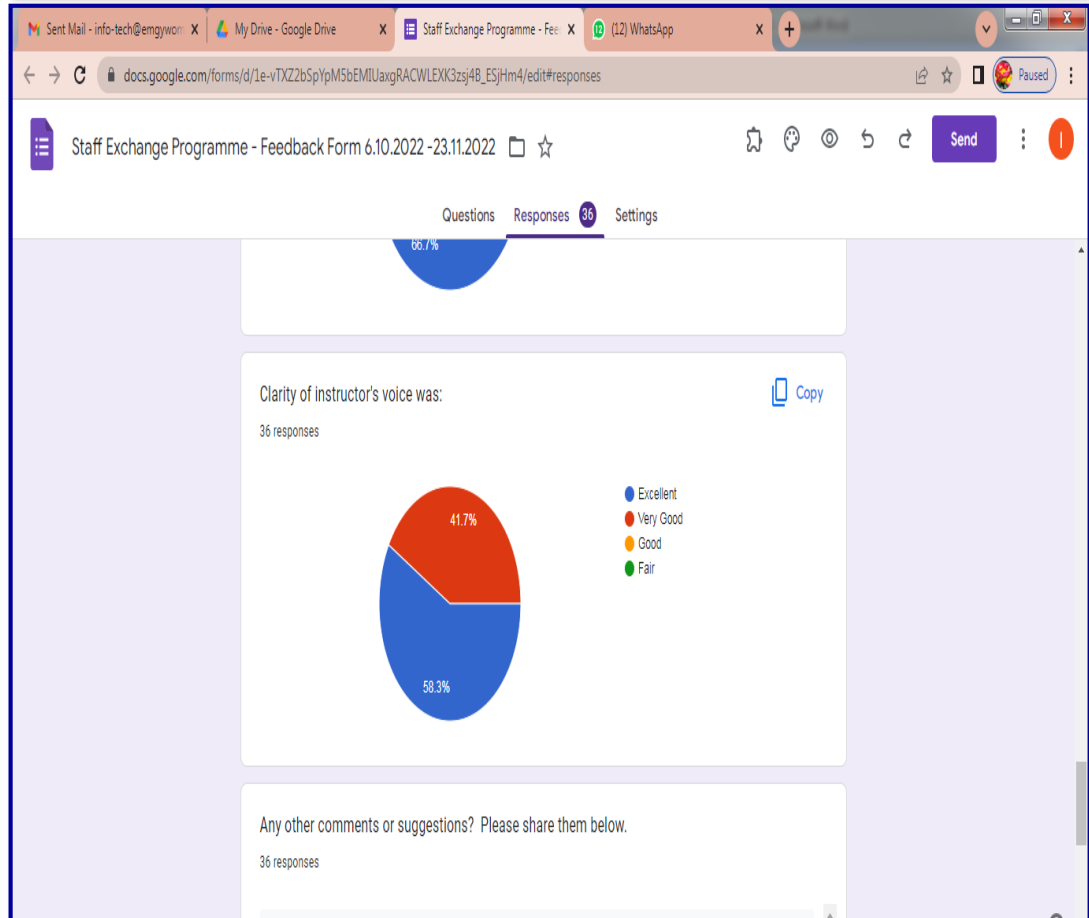 Sent Mail - info-tech@emgywom
My Drive - Google Drive
Staff Exchange Programme - Fee
(12) WhatsApp
docs.google.com/forms/d/1e-vTXZ2bSpYpM5bEMIUaxgRACWLEXK3zsj4B_ESjHm4/edit#responses
Paused
Staff Exchange Programme - Feedback Form 6.10.2022 -23.11.2022
Send
I
Questions Responses 36 Settings
66.7%
Clarity of instructor's voice was:
Copy
36 responses
Excellent
Very Good
Good
Fair
41.7%
58.3%
Any other comments or suggestions? Please share them below.
36 responses